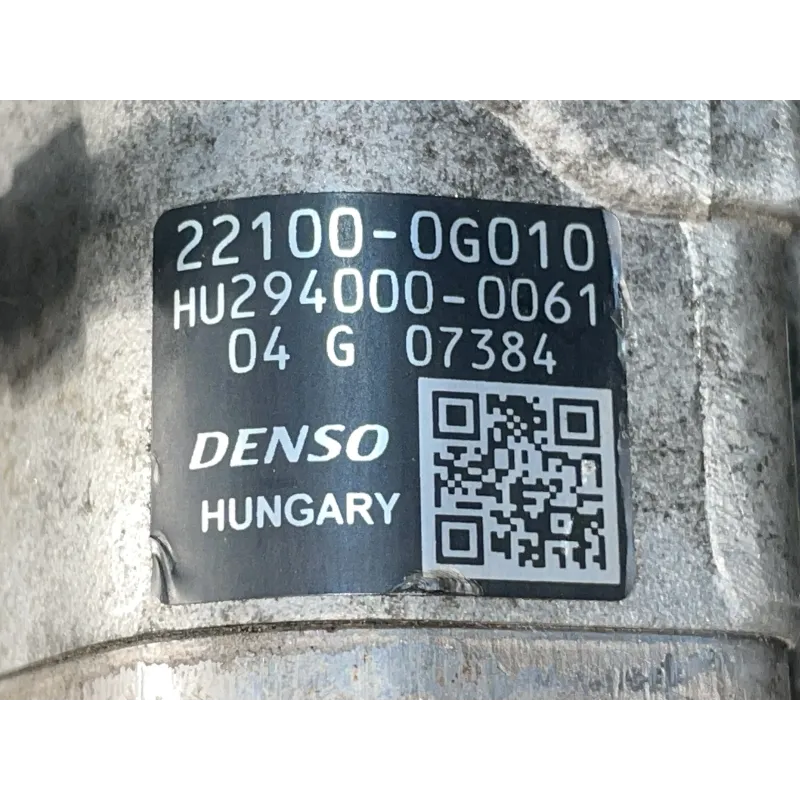 22100-0G010
HU294000-0061
04 G 07384
DENSO
HUNGARY